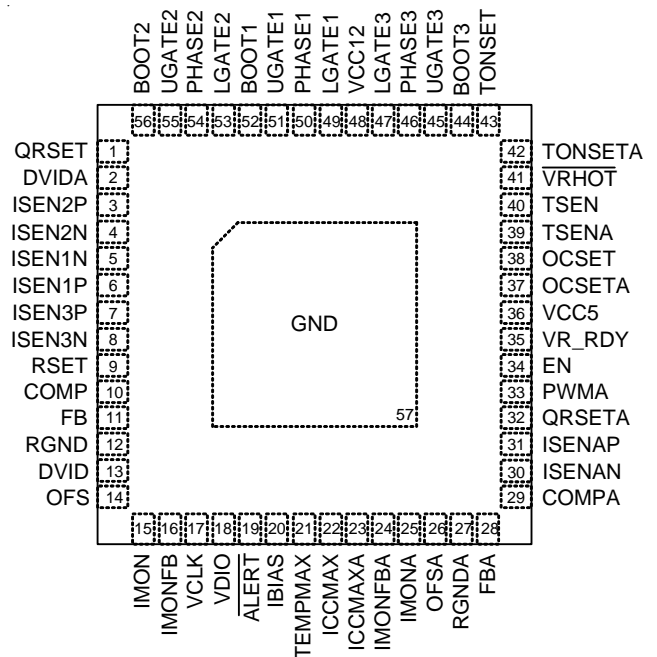 BOOT2
UGATE2
PHASE2
LGATE2
BOOT1
UGATE1
PHASE1
LGATE1
VCC12
LGATE3
PHASE3
UGATE3
BOOT3
TONSET
56 55 54 53 52 51 50 49 48 47 46 45 44 43
QRSET 1
DVIDA 2
ISEN2P 3
ISEN2N 4
ISEN1N 5
ISEN1P 6
ISEN3P 7
ISEN3N 8
RSET 9
COMP 10
FB 11
RGND 12
DVID 13
OFS 14
GND
57
42 TONSETA
41 VRHOT
40 TSEN
39 TSENA
38 OCSET
37 OCSETA
36 VCC5
35 VR_RDY
34 EN
33 PWMA
32 QRSETA
31 ISENAP
30 ISENAN
29 COMPA
15 16 17 18 19 20 21 22 23 24 25 26 27 28
IMON
IMONFB
VCLK
VDIO
ALERT
IBIAS
TEMPMAX
ICCMAX
ICCMAXA
IMONFBA
IMONA
OFSA
RGNDA
FBA